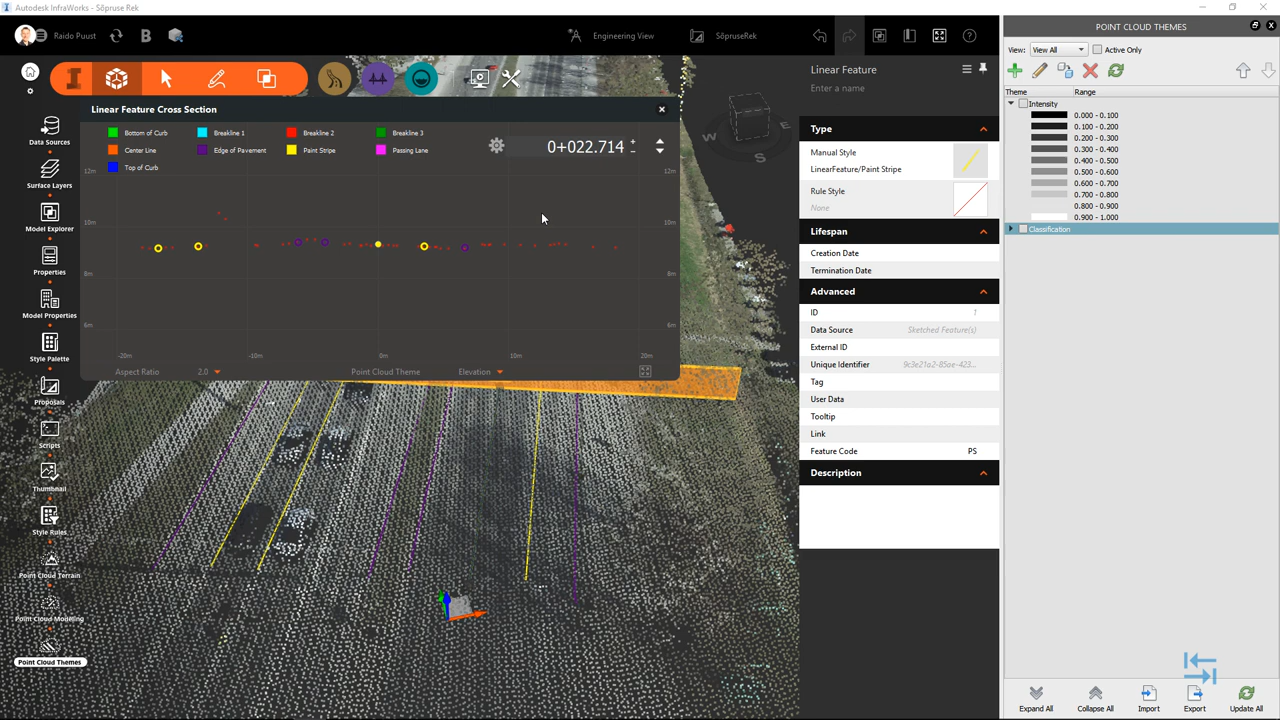 Autodesk InfraWorks - Sõpruse Rek
Raido Puust
Engineering View
SõpruseRek
Data Sources
Surface Layers
Model Explorer
Properties
Model Properties
Style Palette
Proposals
Scripts
Thumbnail
Style Rules
Point Cloud Terrain
Point Cloud Modeling
Point Cloud Themes
Linear Feature Cross Section
Bottom of Curb
Breakline 1
Breakline 2
Breakline 3
Center Line
Edge of Pavement
Paint Stripe
Passing Lane
Top of Curb
0+022.714
12m
12m
10m
10m
8m
8m
6m
6m
-20m
-10m
0m
10m
20m
Aspect Ratio
2.0
Point Cloud Theme
Elevation
W
S
Linear Feature
Enter a name
Type
Manual Style
LinearFeature/Paint Stripe
Rule Style
None
Lifespan
Creation Date
Termination Date
Advanced
ID
1
Data Source
Sketched Feature(s)
External ID
Unique Identifier
9c3e21a2-85ae-423...
Tag
User Data
Tooltip
Link
Feature Code
PS
Description
POINT CLOUD THEMES
View:
View All
Active Only
Theme
Range
Intensity
0.000 - 0.100
0.100 - 0.200
0.200 - 0.300
0.300 - 0.400
0.400 - 0.500
0.500 - 0.600
0.600 - 0.700
0.700 - 0.800
0.800 - 0.900
0.900 - 1.000
Classification
Expand All
Collapse All
Import
Export
Update All